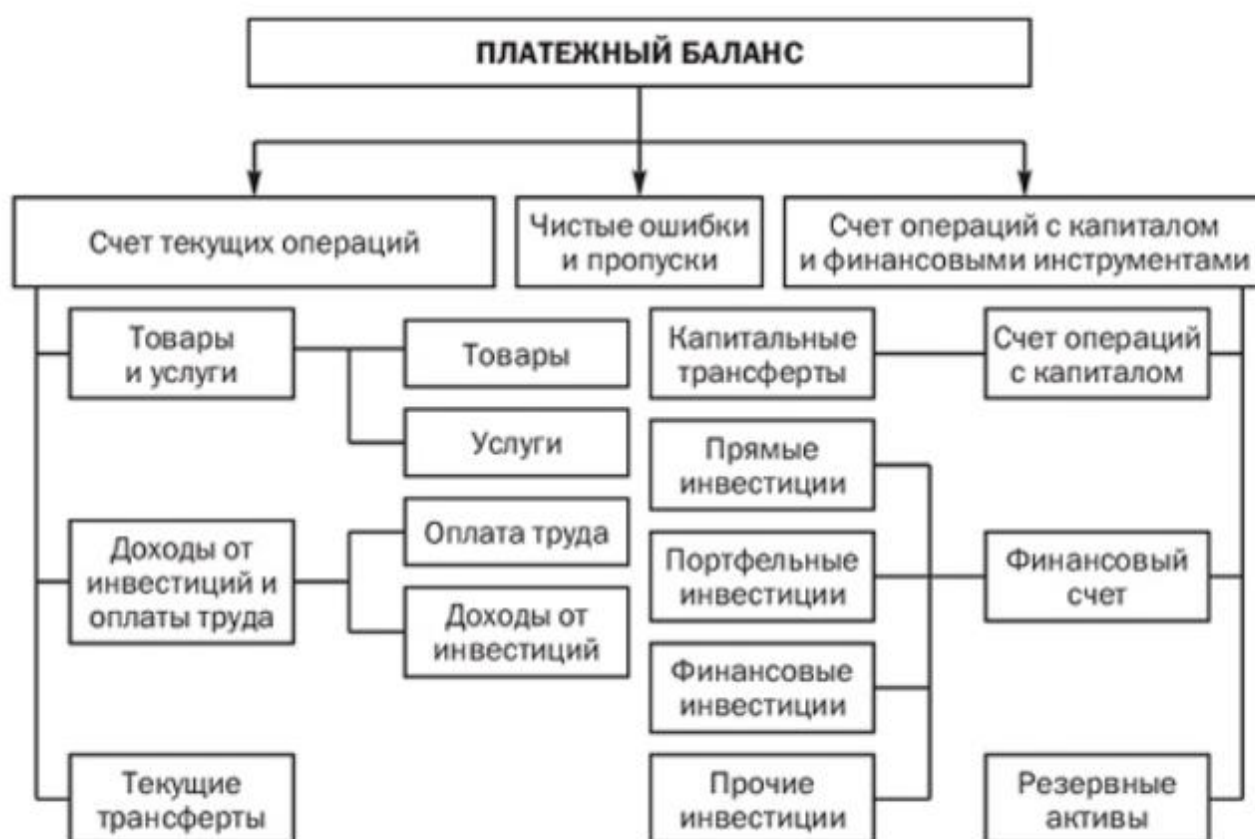 ПЛАТЕЖНЫЙ БАЛАНС
Счет текущих операций
Чистые ошибки
и пропуски
Счет операций с капиталом
и финансовыми инструментами
Товары
и услуги
Товары
Услуги
Доходы от
инвестиций и
оплаты труда
Оплата труда
Доходы от
инвестиций
Текущие
трансферты
Капитальные
трансферты
Счет операций
с капиталом
Прямые
инвестиции
Портфельные
инвестиции
Финансовые
инвестиции
Прочие
инвестиции
Финансовый
счет
Резервные
активы